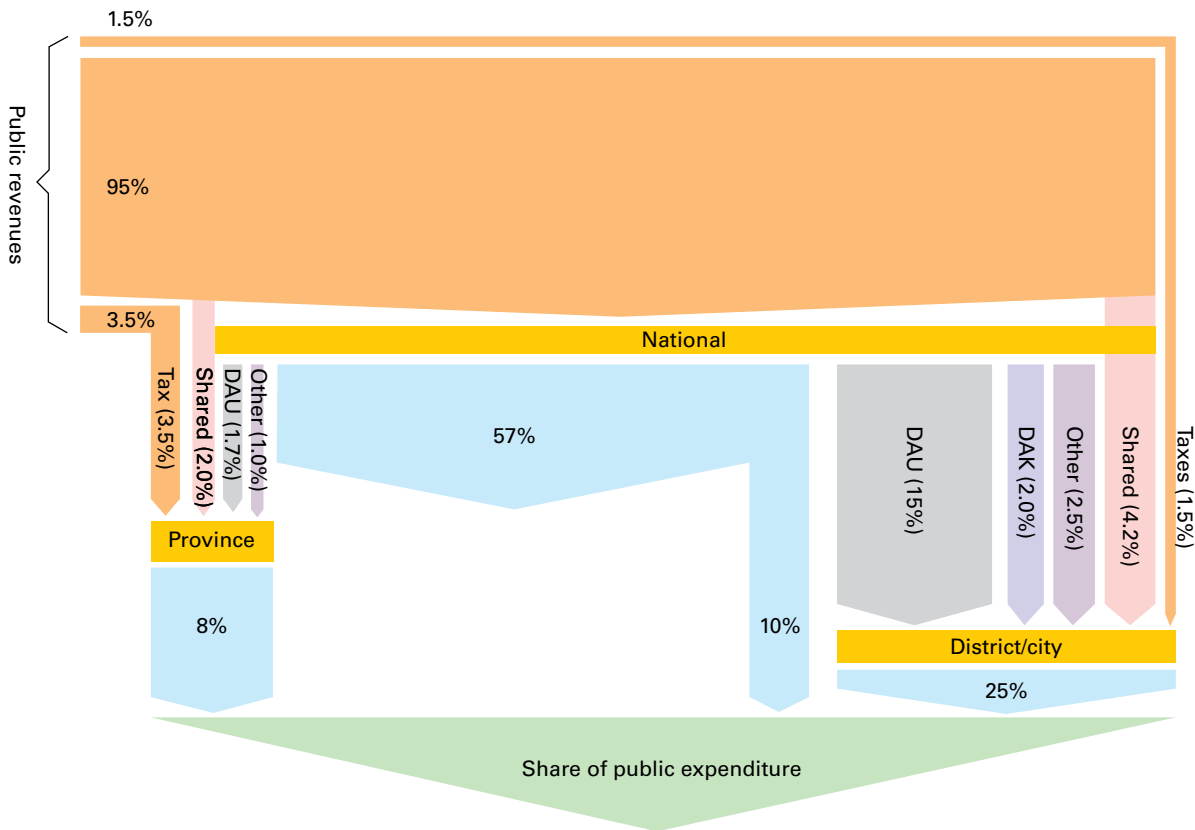 1.5%
Public revenues
95%
3.5%
National
Tax (3.5%)
Shared (2.0%)
DAU (1.7%)
Other (1.0%)
57%
DAU (15%)
DAK (2.0%)
Other (2.5%)
Shared (4.2%)
Taxes (1.5%)
Province
8%
10%
District/city
25%
Share of public expenditure